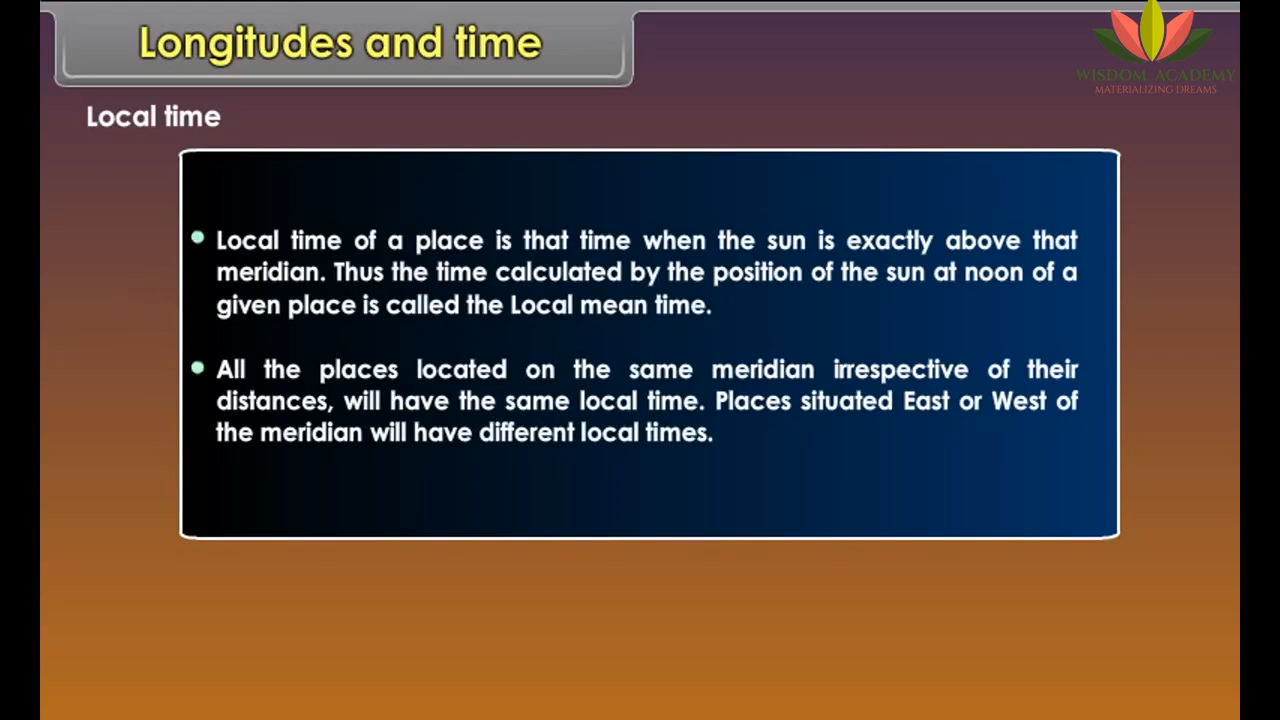 Longitudes and time
WISDOM ACADEMY
MATERIALIZING DREAMS
Local time
Local time of a place is that time when the sun is exactly above that
meridian. Thus the time calculated by the position of the sun at noon of a
given place is called the Local mean time.
All the places located on the same meridian irrespective of their
distances, will have the same local time. Places situated East or West of
the meridian will have different local times.